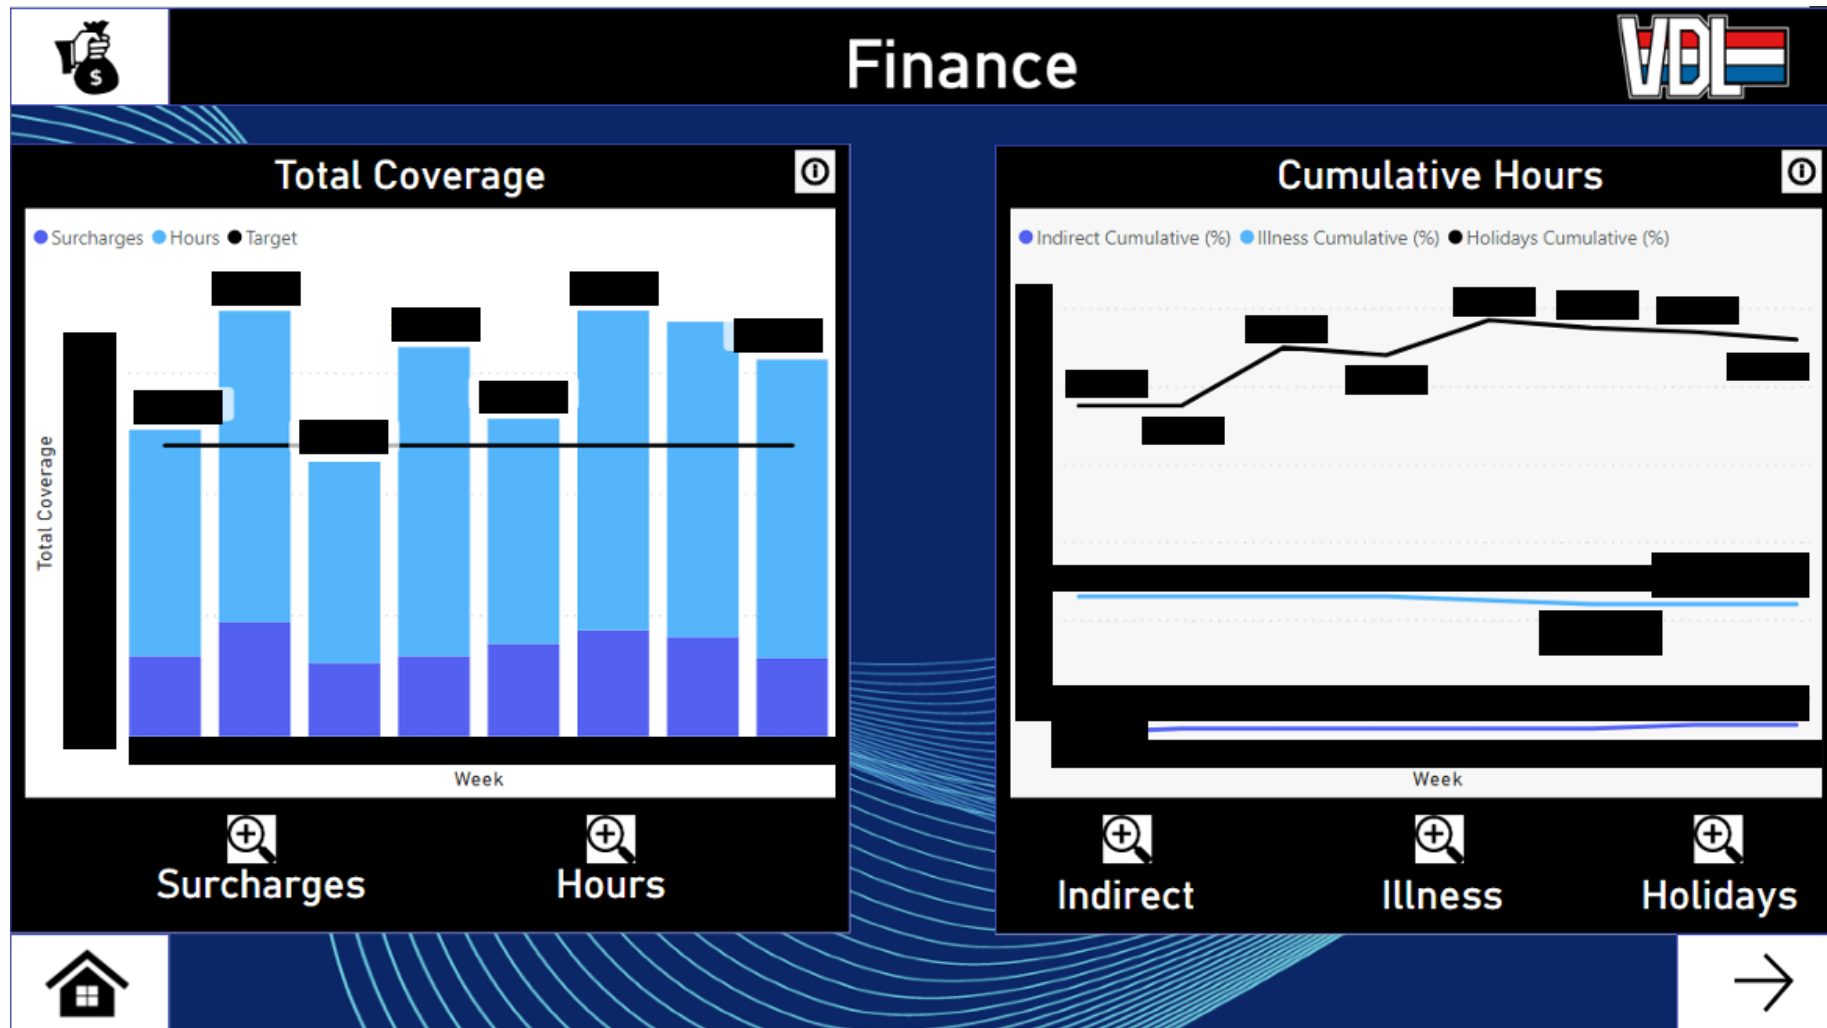 Finance
VDL
Total Coverage
Surcharges Hours Target
Total Coverage
Week
Surcharges
Hours
Cumulative Hours
Indirect Cumulative (%) Illness Cumulative (%) Holidays Cumulative (%)
Week
Indirect
Illness
Holidays